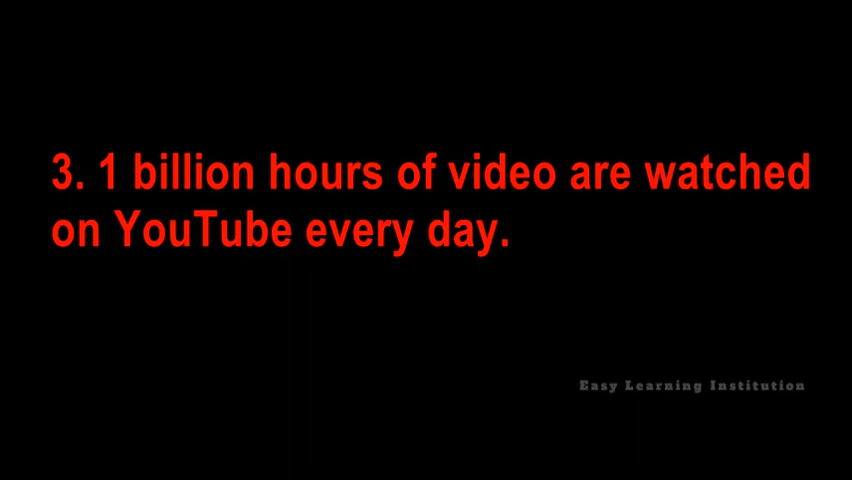 3. 1 billion hours of video are watched
on YouTube every day.
Easy Learning Institution